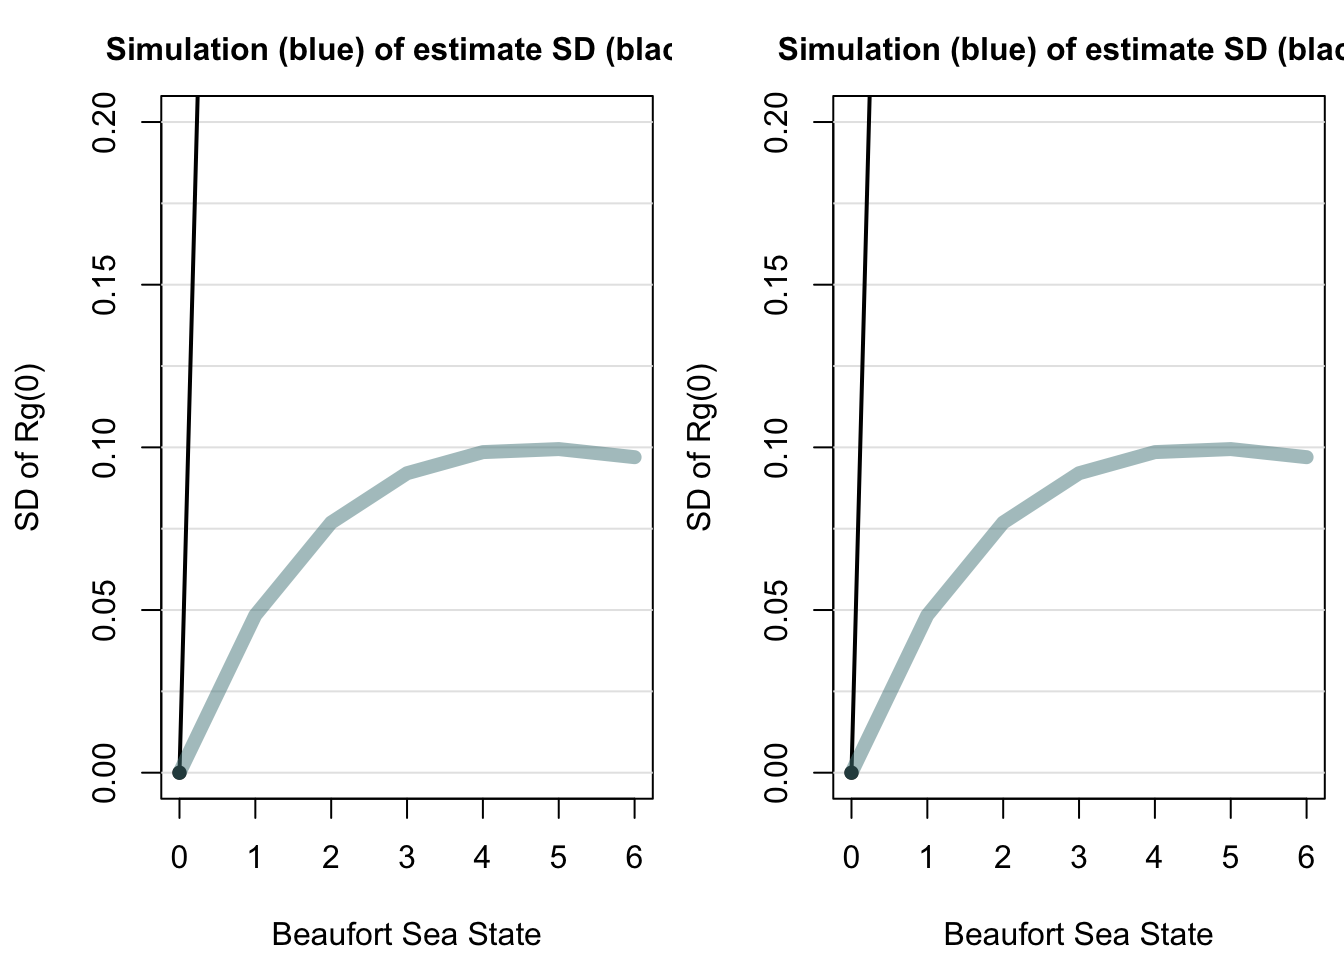 Simulation (blue) of estimate SD (blac
SD of Rg(0)
0.20
0.15
0.10
0.05
0.00
0 1 2 3 4 5 6
Beaufort Sea State
Simulation (blue) of estimate SD (blac
SD of Rg(0)
0.20
0.15
0.10
0.05
0.00
0 1 2 3 4 5 6
Beaufort Sea State